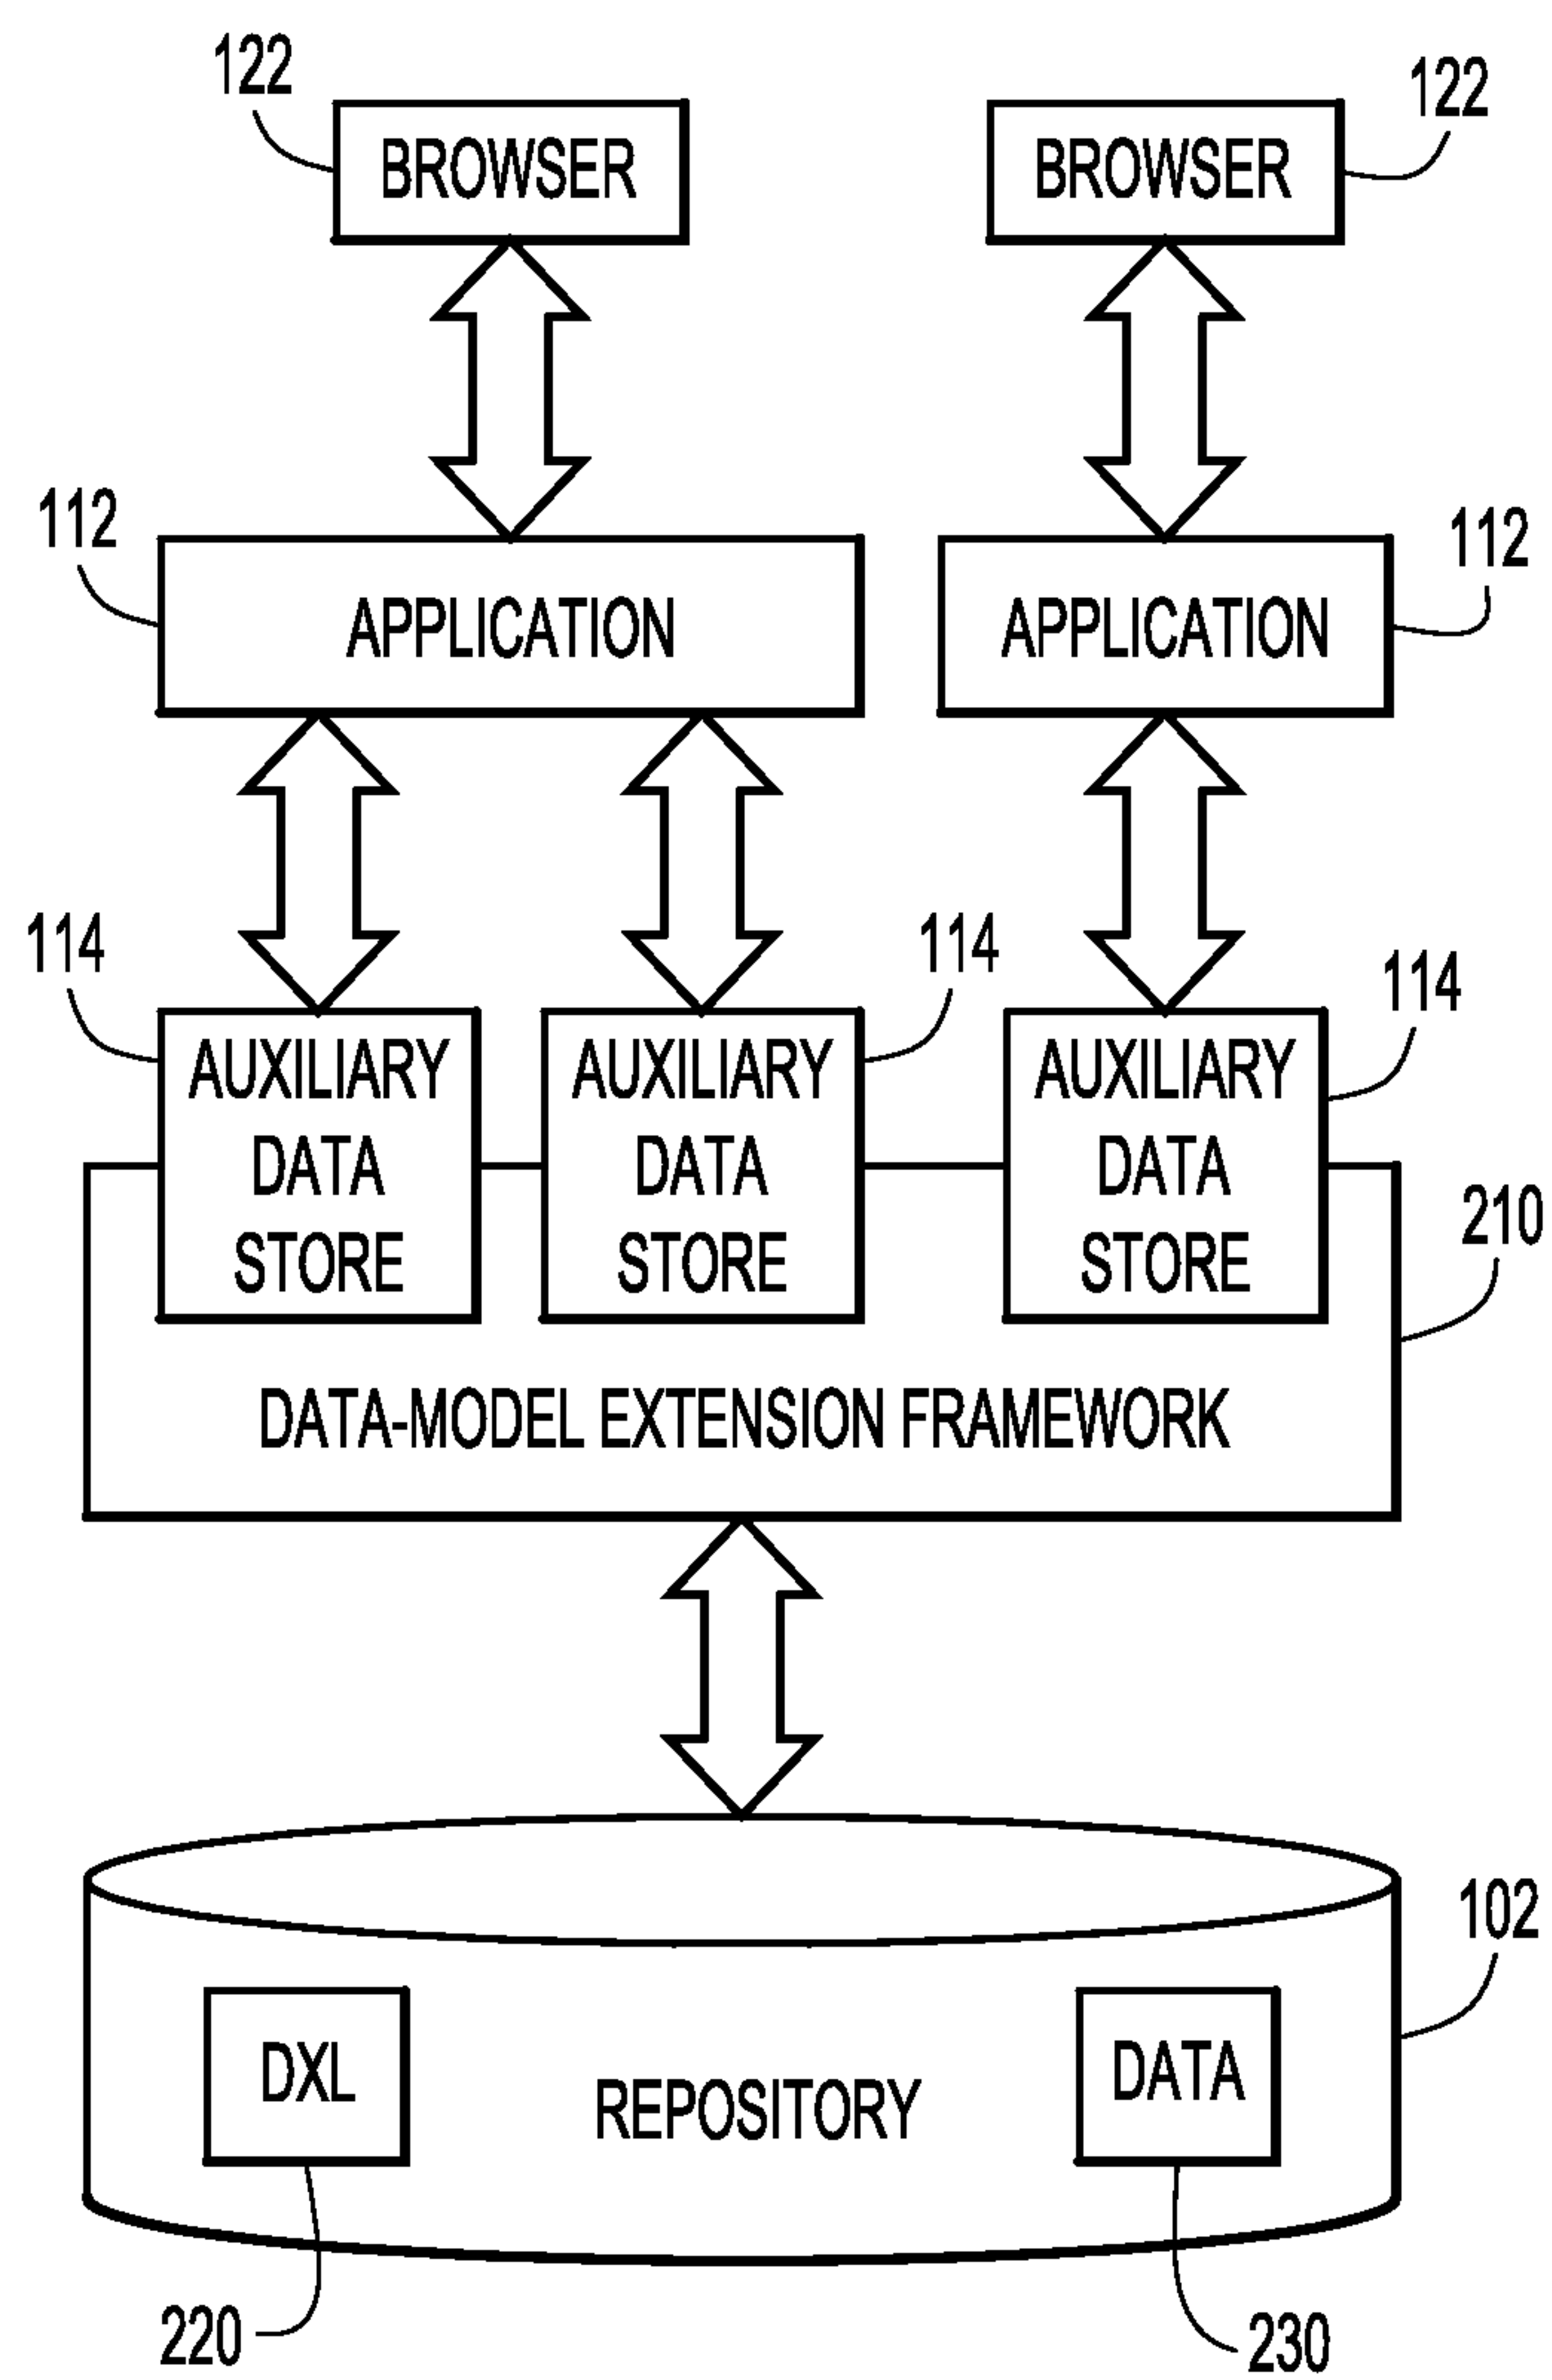 122
122
BROWSER
BROWSER
112
112
APPLICATION
APPLICATION
114
114
114
AUXILIARY
DATA
STORE
AUXILIARY
DATA
STORE
AUXILIARY
DATA
STORE
210
DATA-MODEL EXTENSION FRAMEWORK
102
DXL
REPOSITORY
DATA
220
230